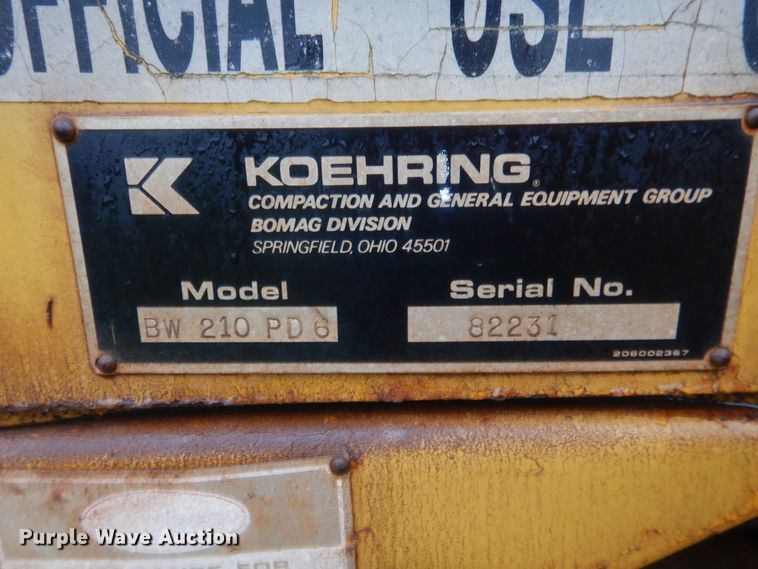 OFFICIAL USE
KOEHRING®
COMPACTION AND GENERAL EQUIPMENT GROUP
BOMAG DIVISION
SPRINGFIELD, OHIO 45501
Model Serial No.
BW 210 PD 6 82231
206002367
Purple Wave Auction
FOR